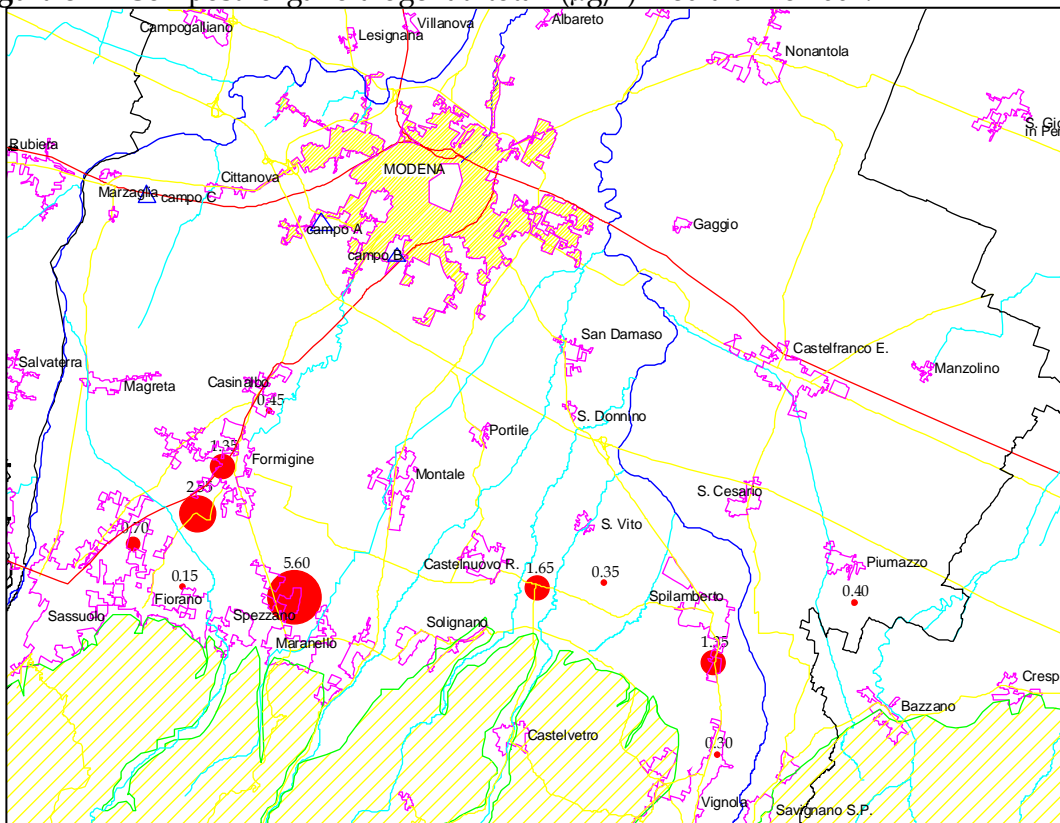 Campogalliano
Villanova
Albareto
Lesignana
Nonantola
Rubiera
MODENA
Cittanova
Marzaglia
campo C
campo A
campo B
Gaggio
San Damaso
Castelfranco E.
Manzolino
Salvaterra
Magreta
Casinalbo
0.45
S. Donnino
Portile
1.35
Formigine
Montale
2.55
S. Cesario
S. Vito
0.70
Castelnuovo R.
1.65
0.35
Piumazzo
5.60
0.15
Fiorano
Spilamberto
0.40
Sassuolo
Spezzano
Solignano
Maranello
Cresp
Bazzano
Castelvetro
0.30
Vignola
Savignano S.P.